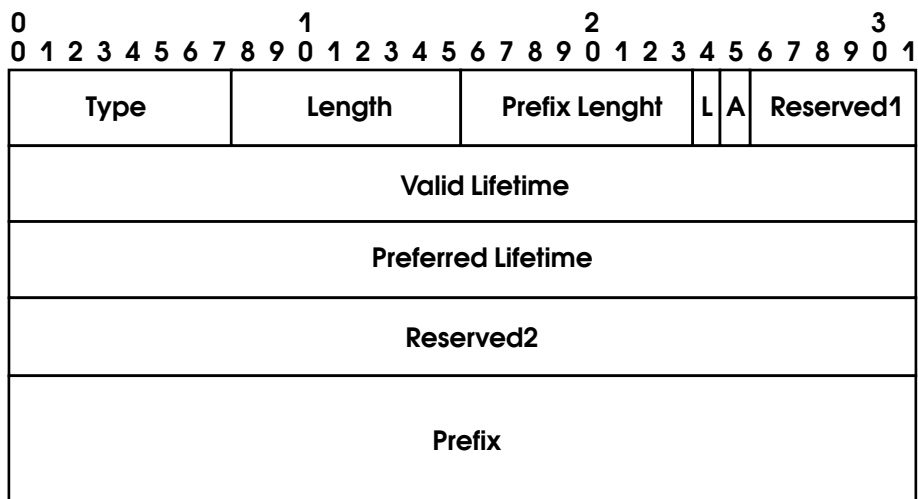 0 1 2 3
0 1 2 3 4 5 6 7 8 9 0 1 2 3 4 5 6 7 8 9 0 1 2 3 4 5 6 7 8 9 0 1
Type Length Prefix Lenght L A Reserved1
Valid Lifetime
Preferred Lifetime
Reserved2
Prefix